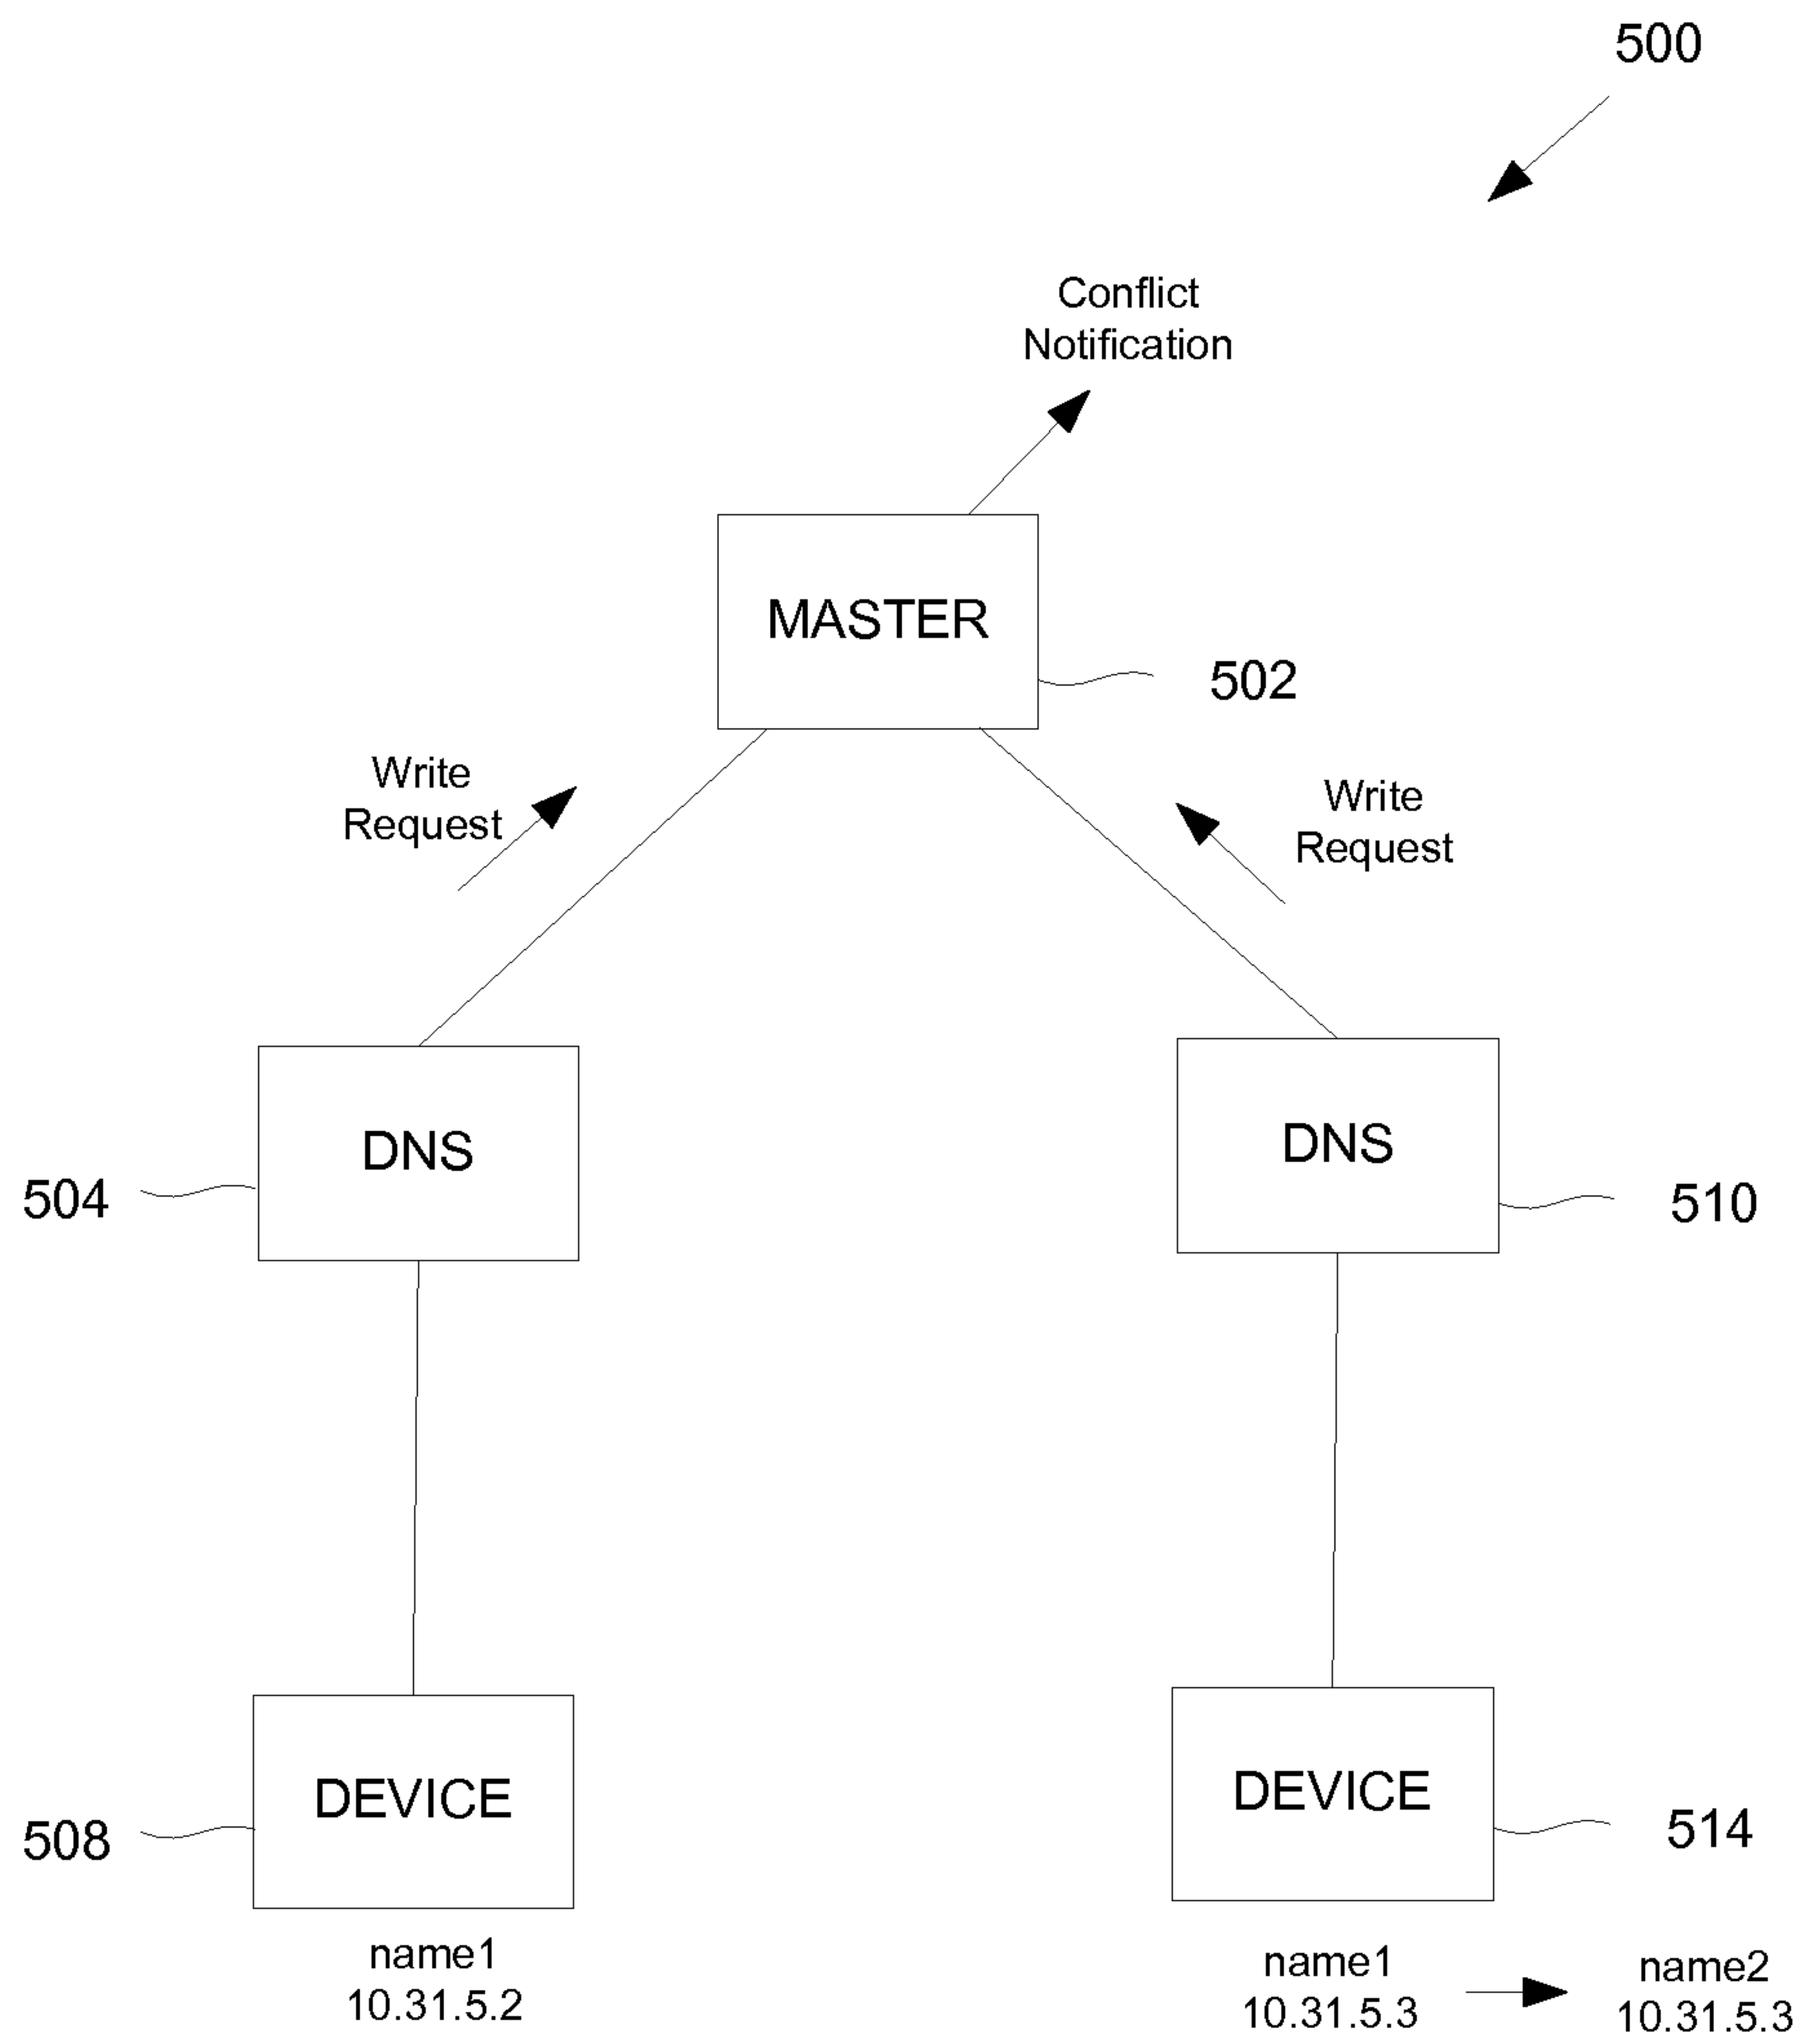 500
Conflict
Notification
MASTER
502
Write
Request
Write
Request
DNS
504
DNS
510
DEVICE
508
DEVICE
514
name1
10.31.5.2
name1
10.31.5.3
name2
10.31.5.3